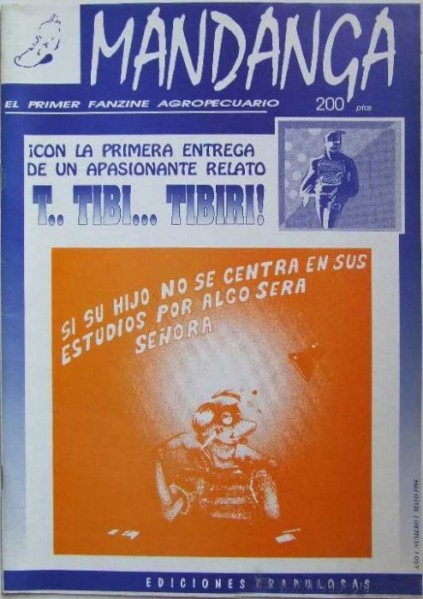 MANDANGA
EL PRIMER FANZINE AGROPECUARIO
200 ptas
¡CON LA PRIMERA ENTREGA
DE UN APASIONANTE RELATO
T.. TIBI... TIBIRI!
SI SU HIJO NO SE CENTRA EN SUS
ESTUDIOS POR ALGO SERA
SEÑORA
EDICIONES CRAPULOSAS